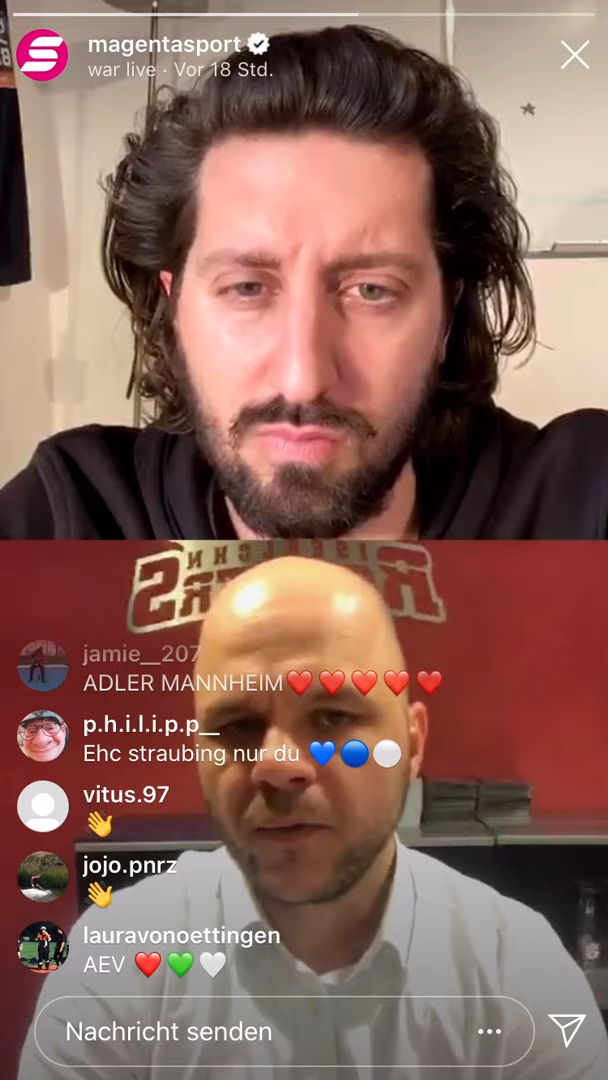 magentasport
war live · Vor 18 Std.
jamie__207
ADLER MANNHEIM❤️❤️❤️❤️❤️
p.h.i.l.i.p.p__
Ehc straubing nur du 💙🔵⚪
vitus.97
👋
jojo.pnrz
👋
lauravonoettingen
AEV ❤️💚🤍
Nachricht senden